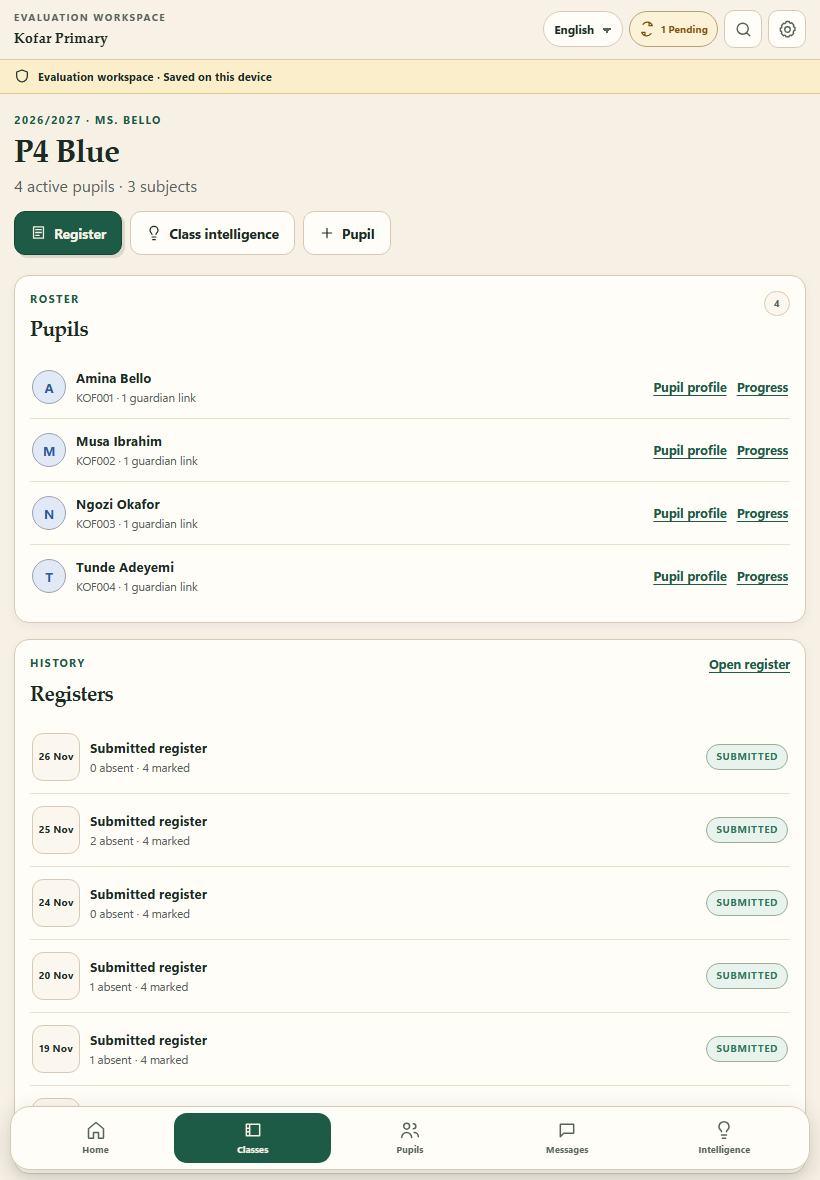 EVALUATION WORKSPACE
Kofar Primary
English
1 Pending
Evaluation workspace · Saved on this device
2026/2027 · MS. BELLO
P4 Blue
4 active pupils · 3 subjects
Register
Class intelligence
+ Pupil
ROSTER
4
Pupils
A
Amina Bello
KOF001 · 1 guardian link
Pupil profile Progress
M
Musa Ibrahim
KOF002 · 1 guardian link
Pupil profile Progress
N
Ngozi Okafor
KOF003 · 1 guardian link
Pupil profile Progress
T
Tunde Adeyemi
KOF004 · 1 guardian link
Pupil profile Progress
HISTORY
Open register
Registers
26 Nov
Submitted register
0 absent · 4 marked
SUBMITTED
25 Nov
Submitted register
2 absent · 4 marked
SUBMITTED
24 Nov
Submitted register
0 absent · 4 marked
SUBMITTED
20 Nov
Submitted register
1 absent · 4 marked
SUBMITTED
19 Nov
Submitted register
1 absent · 4 marked
SUBMITTED
Home
Classes
Pupils
Messages
Intelligence